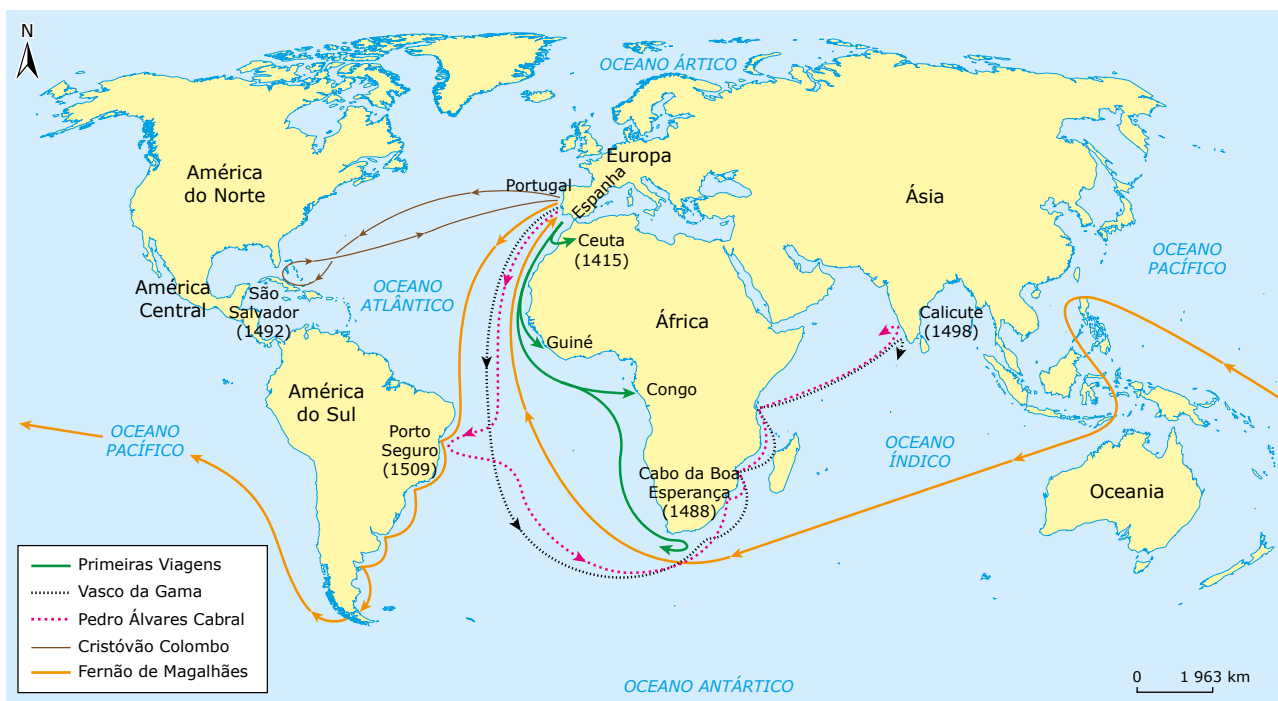 N
OCEANO ÁRTICO
América
do Norte
Europa
Portugal
Espanha
Ásia
Ceuta
(1415)
OCEANO
PACÍFICO
América
Central
São
Salvador
(1492)
OCEANO
ATLÂNTICO
África
Calicute
(1498)
Guiné
Congo
América
do Sul
Porto
Seguro
(1509)
OCEANO
PACÍFICO
OCEANO
ÍNDICO
Cabo da Boa
Esperança
(1488)
Oceania
Primeiras Viagens
Vasco da Gama
Pedro Álvares Cabral
Cristóvão Colombo
Fernão de Magalhães
OCEANO ANTÁRTICO
0 1 963 km